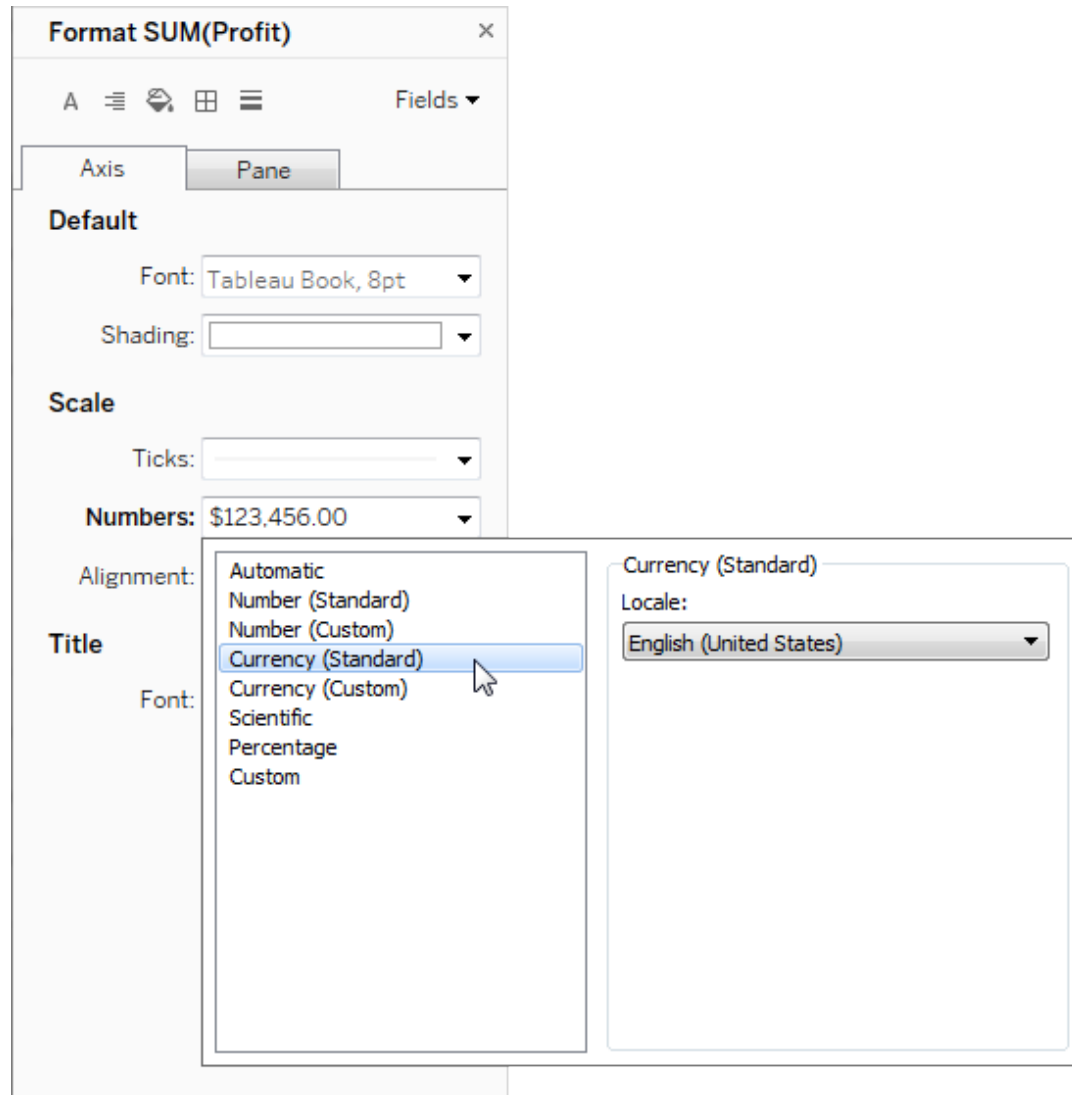 Format SUM(Profit)
Fields
Axis
Pane
Default
Font: Tableau Book, 8pt
Shading:
Scale
Ticks:
Numbers: $123,456.00
Alignment:
Title
Font:
Automatic
Number (Standard)
Number (Custom)
Currency (Standard)
Currency (Custom)
Scientific
Percentage
Custom
Currency (Standard)
Locale:
English (United States)